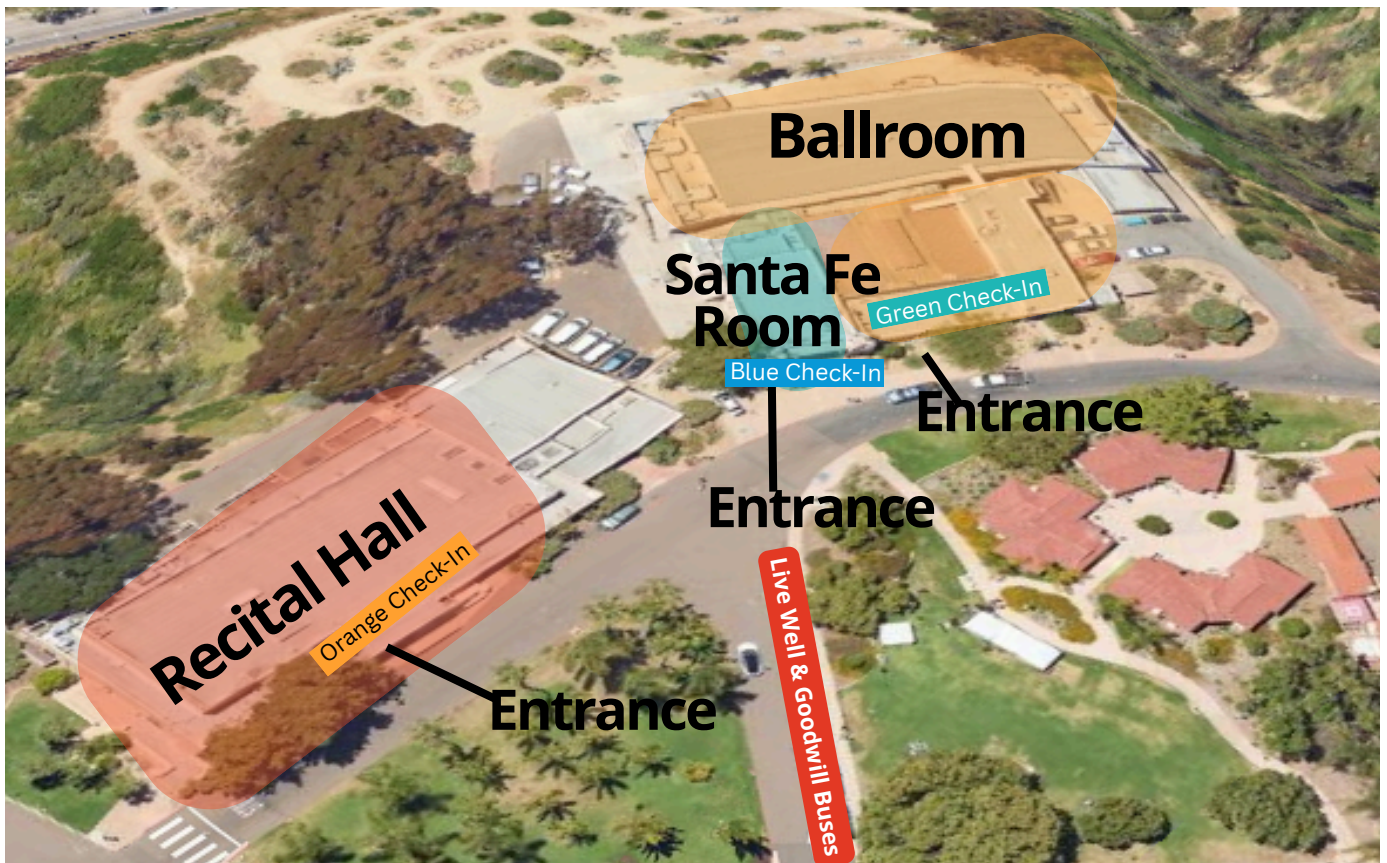 Ballroom
Santa Fe
Room
Green Check-In
Blue Check-In
Entrance
Entrance
Recital Hall
Orange Check-In
Entrance
Live Well & Goodwill Buses